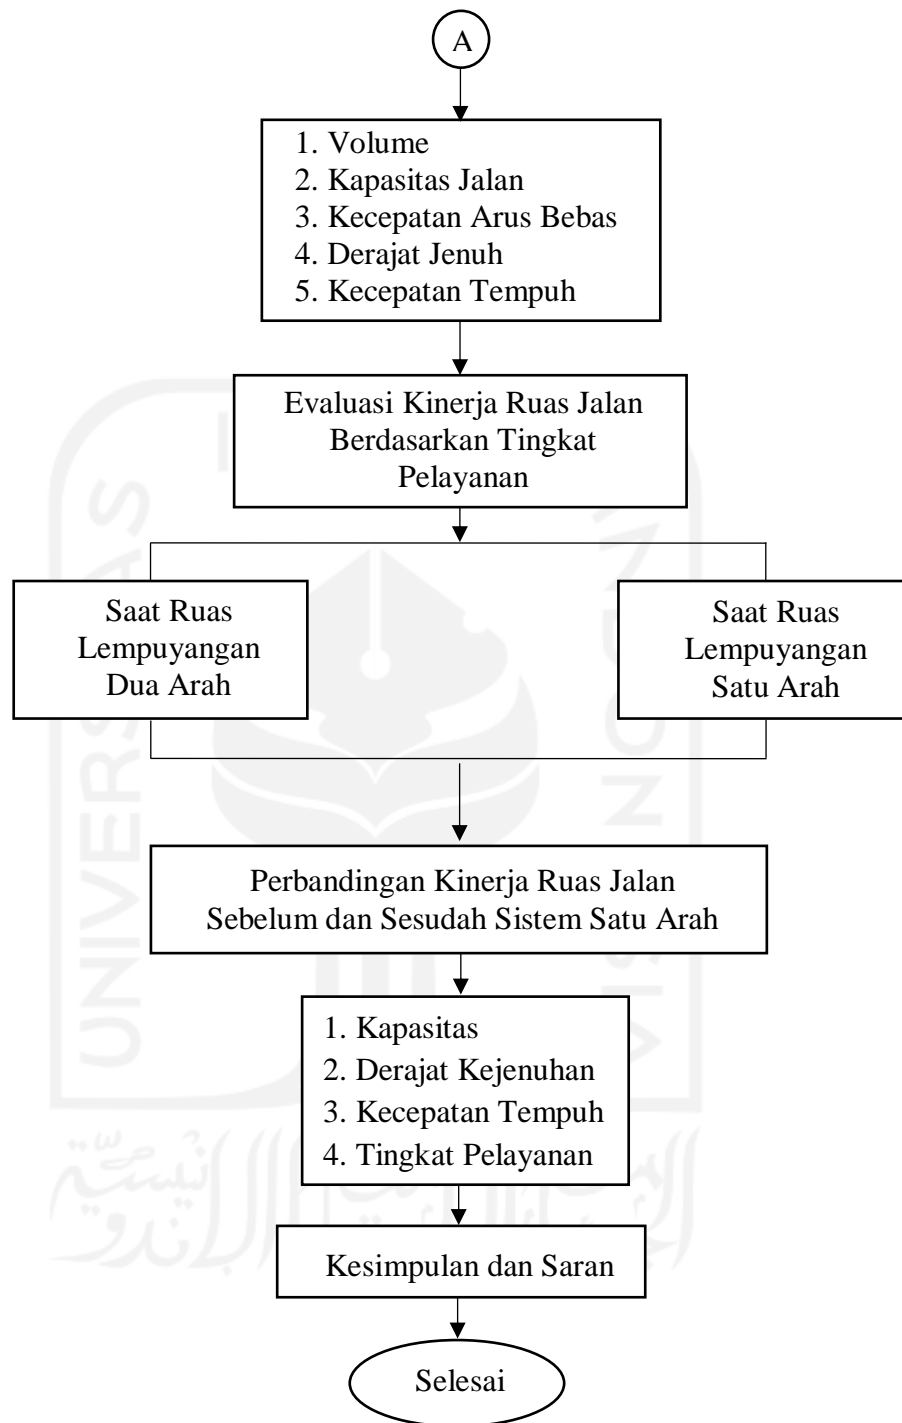 A
1. Volume
2. Kapasitas Jalan
3. Kecepatan Arus Bebas
4. Derajat Jenuh
5. Kecepatan Tempuh
Evaluasi Kinerja Ruas Jalan
Berdasarkan Tingkat
Pelayanan
Saat Ruas
Lempuyangan
Dua Arah
Saat Ruas
Lempuyangan
Satu Arah
Perbandingan Kinerja Ruas Jalan
Sebelum dan Sesudah Sistem Satu Arah
1. Kapasitas
2. Derajat Kejenuhan
3. Kecepatan Tempuh
4. Tingkat Pelayanan
Kesimpulan dan Saran
Selesai